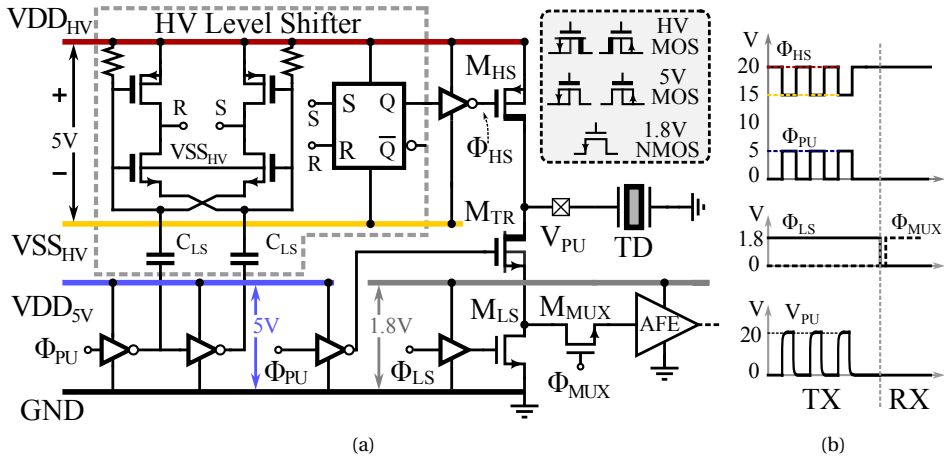 VDD_HV
HV Level Shifter
R
S
VSS_HV
+
5V
−
S
R
S
Q
R
Q̅
M_HS
Φ_HS
HV
MOS
5V
MOS
1.8V
NMOS
VSS_HV
C_LS
C_LS
M_TR
V_PU
TD
VDD_5V
5V
1.8V
M_LS
M_MUX
AFE
Φ_PU
Φ_PU
Φ_LS
Φ_MUX
GND
(a)
V
Φ_HS
20
15
10
Φ_PU
5
0
V
Φ_LS
Φ_MUX
1.8
0
V
V_PU
20
0
TX
RX
(b)